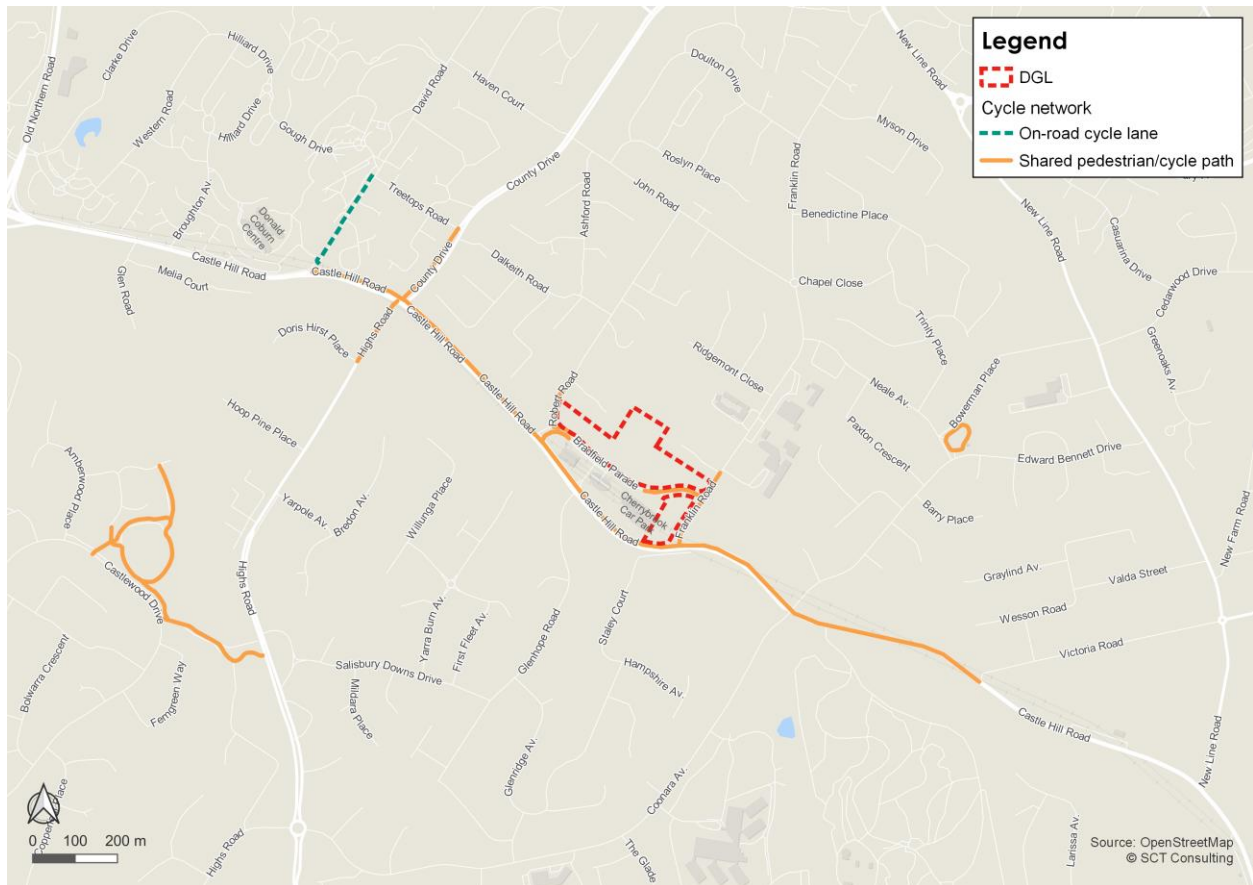 Legend
DGL
Cycle network
On-road cycle lane
Shared pedestrian/cycle path
Old Northern Road
Clarke Drive
Hilliard Drive
Western Road
Hilliard Drive
Gough Drive
David Road
Haven Court
Doulton Drive
New Line Road
Myson Drive
County Drive
Broughton Av.
Donald
Coburn
Centre
Treetops Road
Ashford Road
Roslyn Place
John Road
Franklin Road
Benedictine Place
New Line Road
Casuarina Drive
Cedarwood Drive
Castle Hill Road
Glen Road
Melia Court
Castle Hill Road
County Drive
Dalkeith Road
Chapel Close
Trinity Place
Greenoaks Av.
Doris Hirst Place
Highs Road
Castle Hill Road
Ridgemont Close
Neale Av.
Bowerman Place
Castle Hill Road
Robert Road
Hoop Pine Place
Paxton Crescent
Edward Bennett Drive
Bradfield Parade
Amberwood Place
Yarpole Av.
Bredon Av.
Willunga Place
Cherrybrook
Car Park
Franklin Road
Castle Hill Road
Barry Place
New Farm Road
Castlewood Drive
Highs Road
Graylind Av.
Valda Street
Wesson Road
Victoria Road
Yarra Burn Av.
First Fleet Av.
Glenhope Road
Staley Court
Hampshire Av.
Bolwarra Crescent
Ferngreen Way
Salisbury Downs Drive
Mildara Place
Glenridge Av.
Coonara Av.
Castle Hill Road
New Line Road
Place
Highs Road
The Glade
Larissa Av.
0 100 200 m
Source: OpenStreetMap
© SCT Consulting